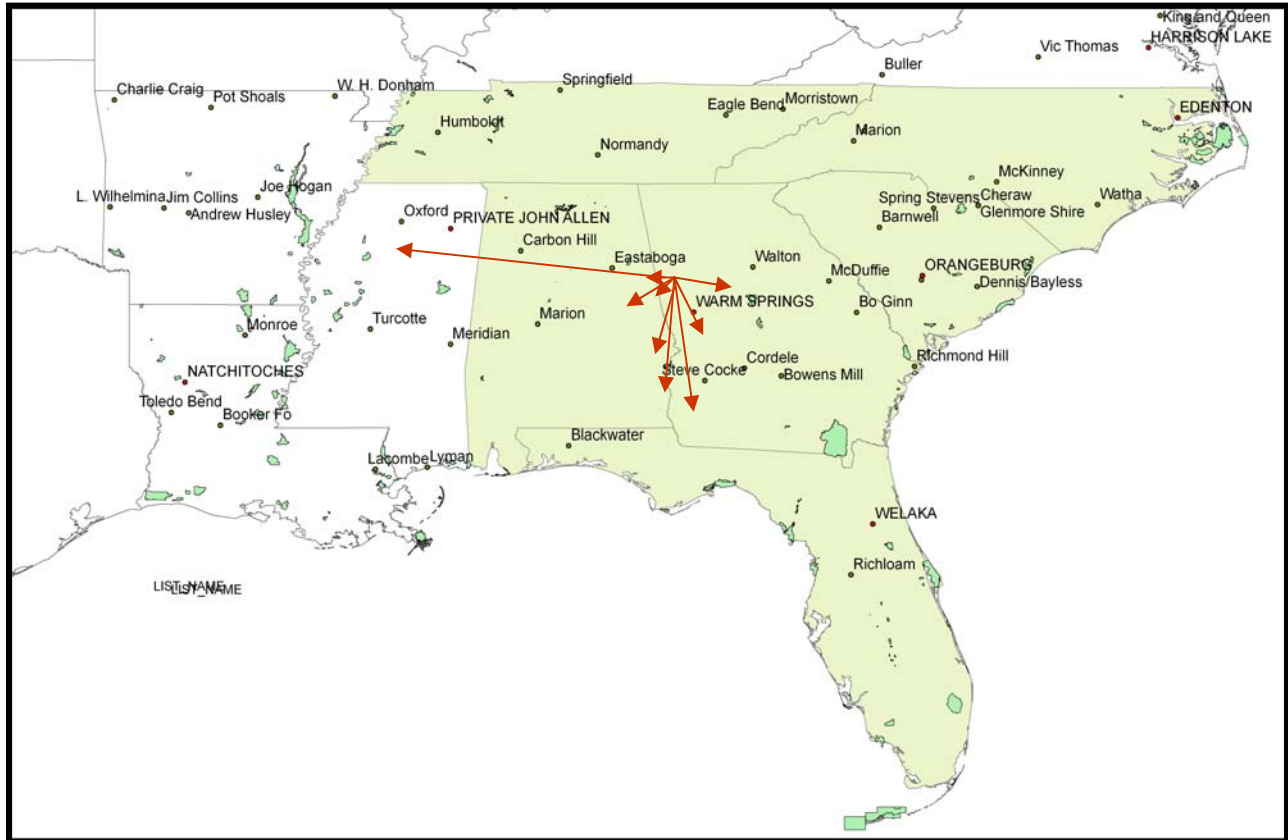 King and Queen
HARRISON LAKE
Vic Thomas
Buller
Springfield
W. H. Donham
Charlie Craig
Pot Shoals
Eagle Bend
Morristown
EDENTON
Humboldt
Marion
Normandy
McKinney
L. Wilhelmina
Jim Collins
Joe Hogan
Andrew Husley
Spring Stevens
Cheraw
Watha
Glenmore Shire
Oxford
PRIVATE JOHN ALLEN
Barnwell
Carbon Hill
Eastaboga
Walton
McDuffie
ORANGEBURG
Dennis/Bayless
WARM SPRINGS
Bo Ginn
Marion
Turcotte
Monroe
Meridian
Richmond Hill
Cordele
Steve Cocke
Bowens Mill
NATCHITOCHES
Toledo Bend
Booker Fo
Blackwater
Lacombe
Lyman
WELAKA
Richloam
LIST_NAME
LIST_NAME